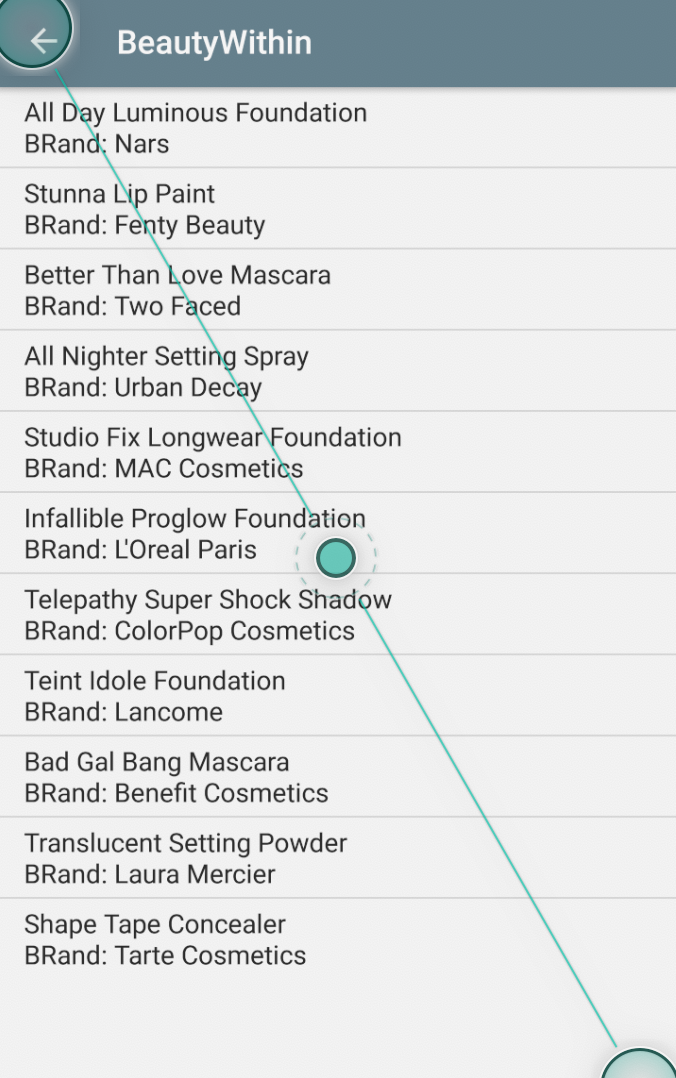 BeautyWithin
All Day Luminous Foundation
BRand: Nars
Stunna Lip Paint
BRand: Fenty Beauty
Better Than Love Mascara
BRand: Two Faced
All Nighter Setting Spray
BRand: Urban Decay
Studio Fix Longwear Foundation
BRand: MAC Cosmetics
Infallible Proglow Foundation
BRand: L'Oreal Paris
Telepathy Super Shock Shadow
BRand: ColorPop Cosmetics
Teint Idole Foundation
BRand: Lancome
Bad Gal Bang Mascara
BRand: Benefit Cosmetics
Translucent Setting Powder
BRand: Laura Mercier
Shape Tape Concealer
BRand: Tarte Cosmetics